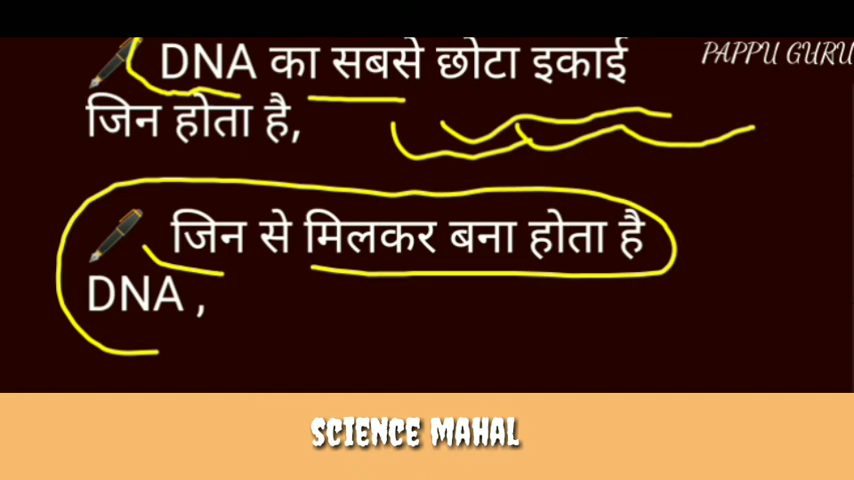 PAPPU GURU
DNA का सबसे छोटा इकाई
जिन होता है,
जिन से मिलकर बना होता है
DNA ,
SCIENCE MAHAL